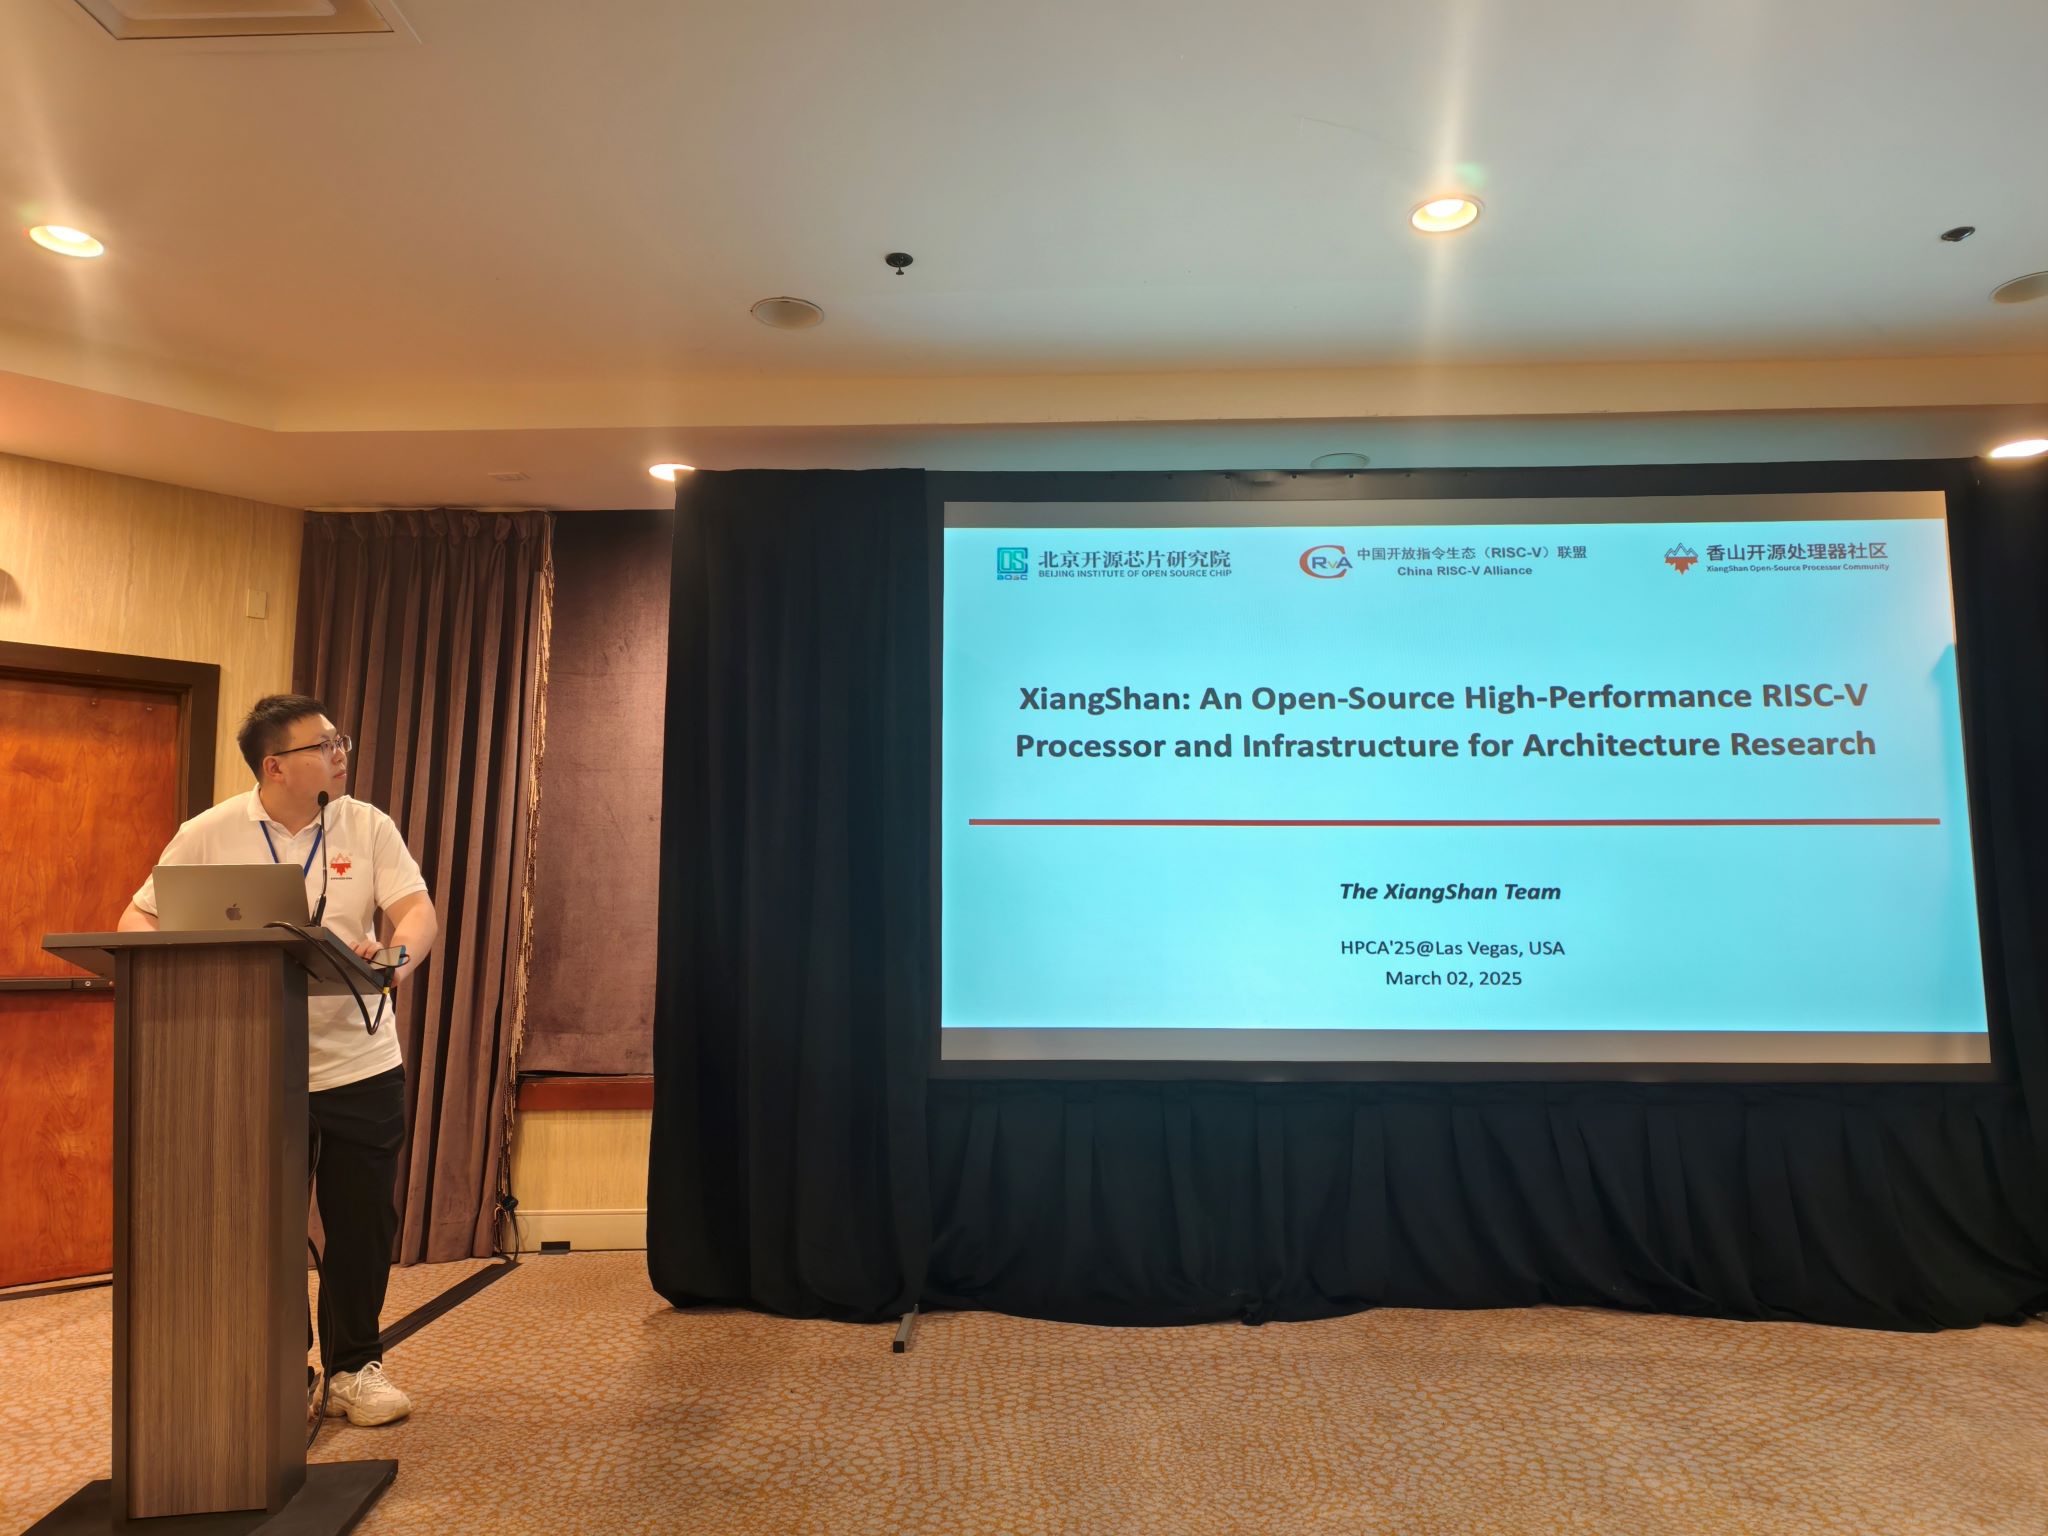 北京开源芯片研究院
BEIJING INSTITUTE OF OPEN SOURCE CHIP
BOSC
中国开放指令生态（RISC-V）联盟
China RISC-V Alliance
CRVA
香山开源处理器社区
XiangShan Open-Source Processor Community
XiangShan: An Open-Source High-Performance RISC-V
Processor and Infrastructure for Architecture Research
The XiangShan Team
HPCA'25@Las Vegas, USA
March 02, 2025